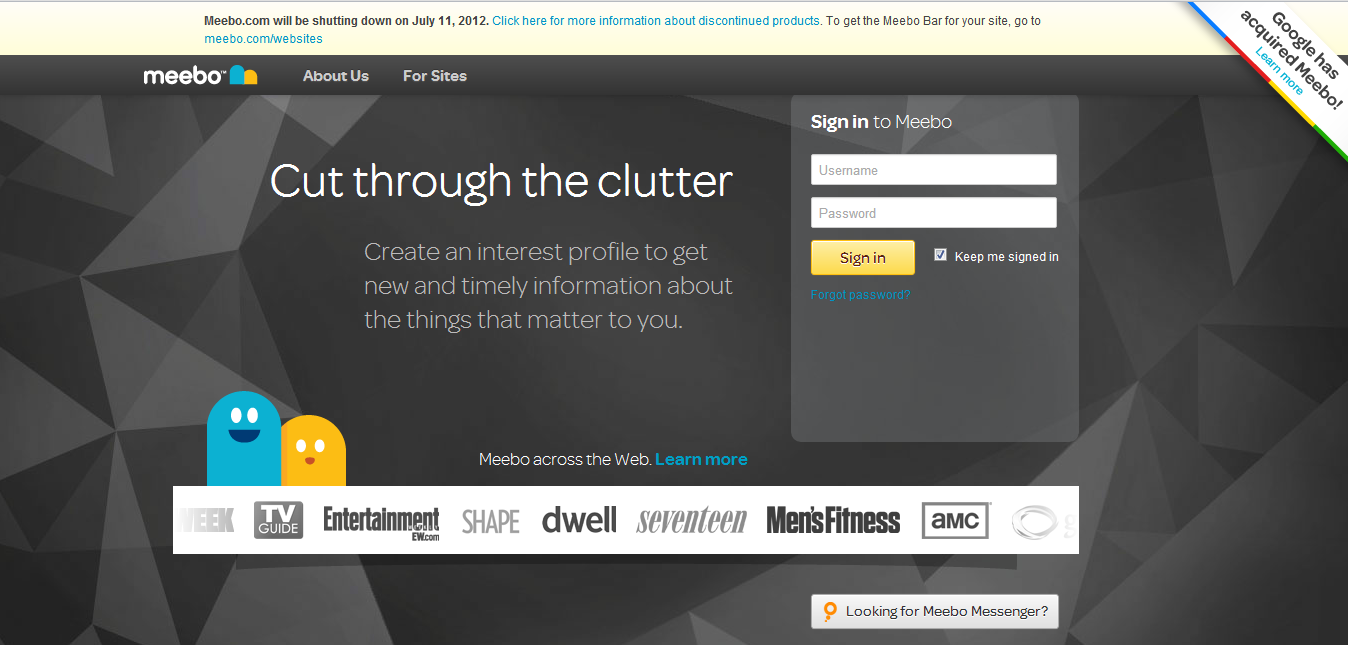 Meebo.com will be shutting down on July 11, 2012. Click here for more information about discontinued products. To get the Meebo Bar for your site, go to
meebo.com/websites
Google has
acquired Meebo!
Learn more
meebo™
About Us
For Sites
Sign in to Meebo
Username
Password
Sign in
Keep me signed in
Forgot password?
Cut through the clutter
Create an interest profile to get
new and timely information about
the things that matter to you.
Meebo across the Web. Learn more
WEEK
TV
GUIDE
Entertainment
EW.com
SHAPE
dwell
seventeen
Men'sFitness
aMC
g
Looking for Meebo Messenger?